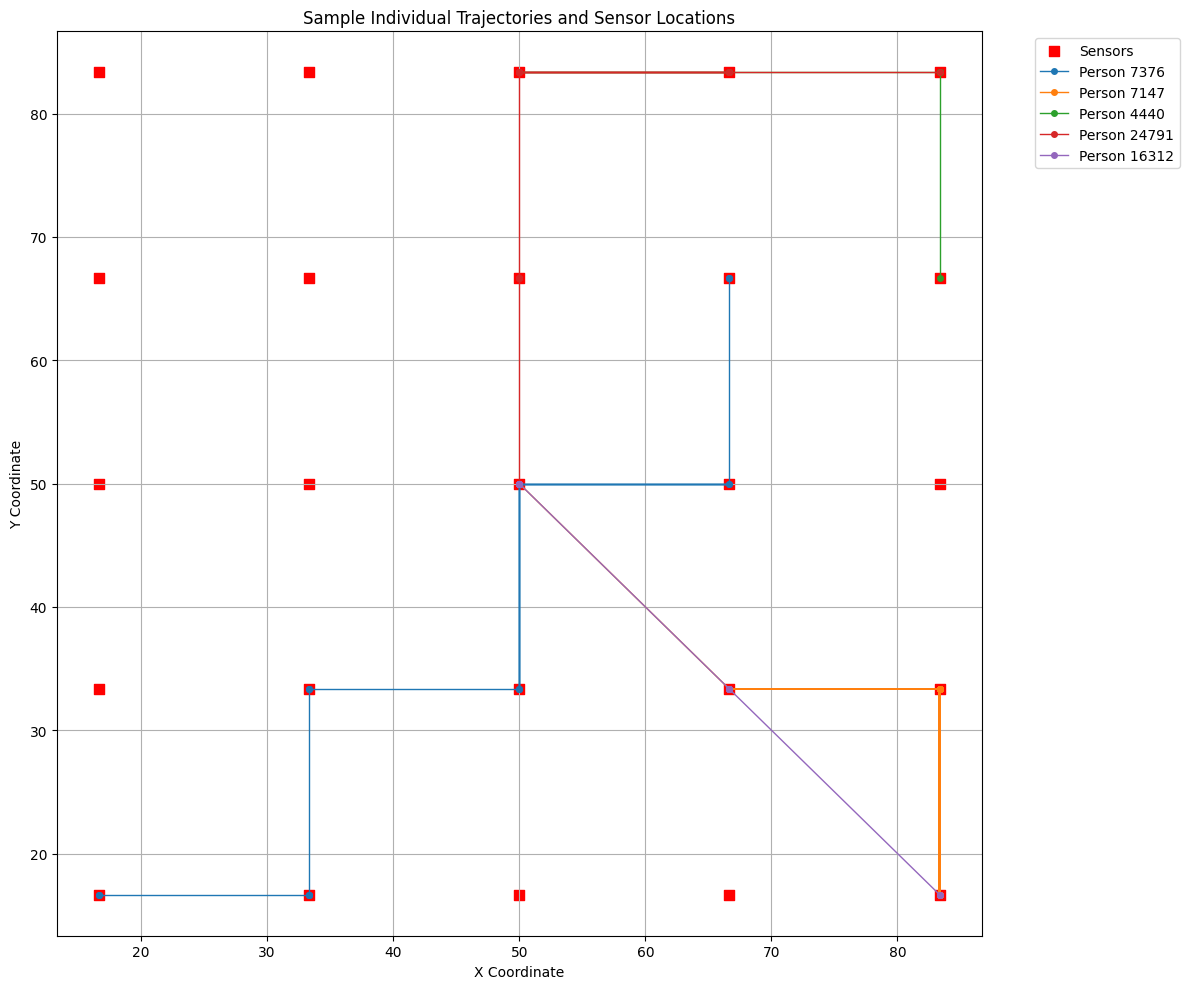 Sample Individual Trajectories and Sensor Locations
Sensors
Person 7376
Person 7147
Person 4440
Person 24791
Person 16312
80
70
60
50
40
30
20
Y Coordinate
20 30 40 50 60 70 80
X Coordinate